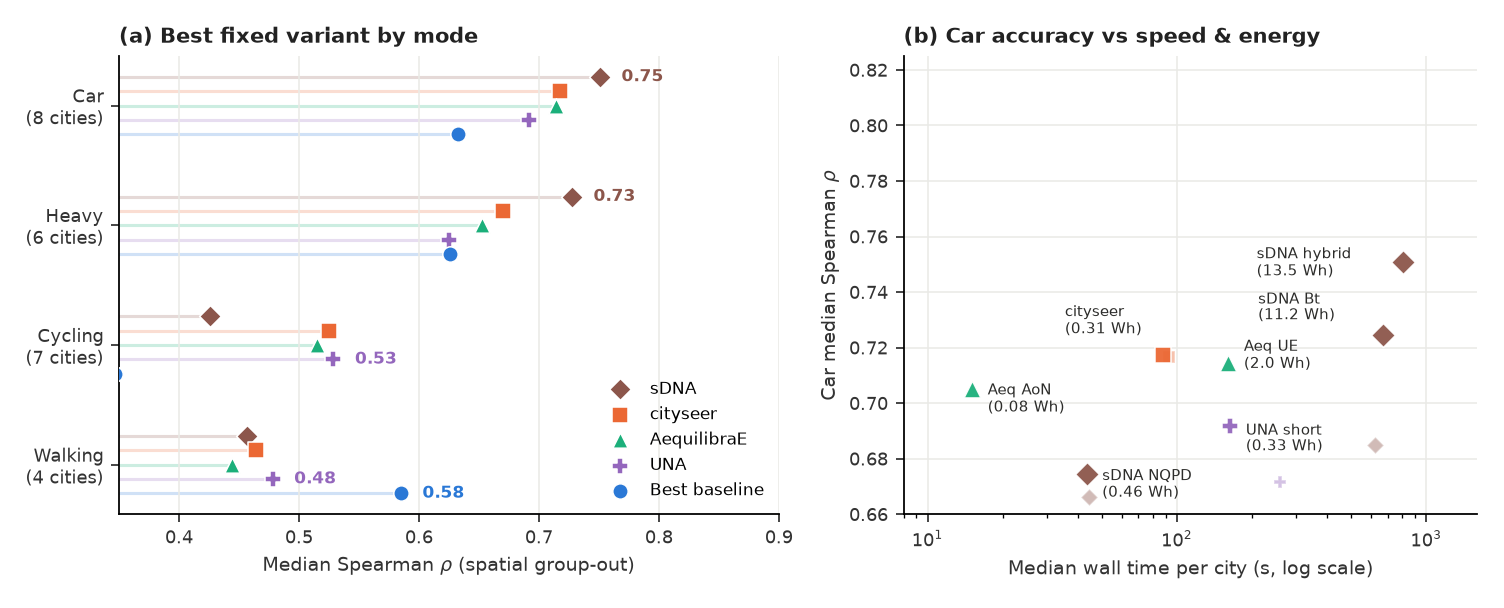 (a) Best fixed variant by mode
Car
(8 cities)
0.75
Heavy
(6 cities)
0.73
Cycling
(7 cities)
0.53
Walking
(4 cities)
0.48
0.58
sDNA
cityseer
AequilibraE
UNA
Best baseline
0.4 0.5 0.6 0.7 0.8 0.9
Median Spearman ρ (spatial group-out)
(b) Car accuracy vs speed & energy
Car median Spearman ρ
0.82
0.80
0.78
0.76
0.74
0.72
0.70
0.68
0.66
sDNA hybrid
(13.5 Wh)
sDNA Bt
(11.2 Wh)
cityseer
(0.31 Wh)
Aeq UE
(2.0 Wh)
Aeq AoN
(0.08 Wh)
UNA short
(0.33 Wh)
sDNA NQPD
(0.46 Wh)
10¹ 10² 10³
Median wall time per city (s, log scale)